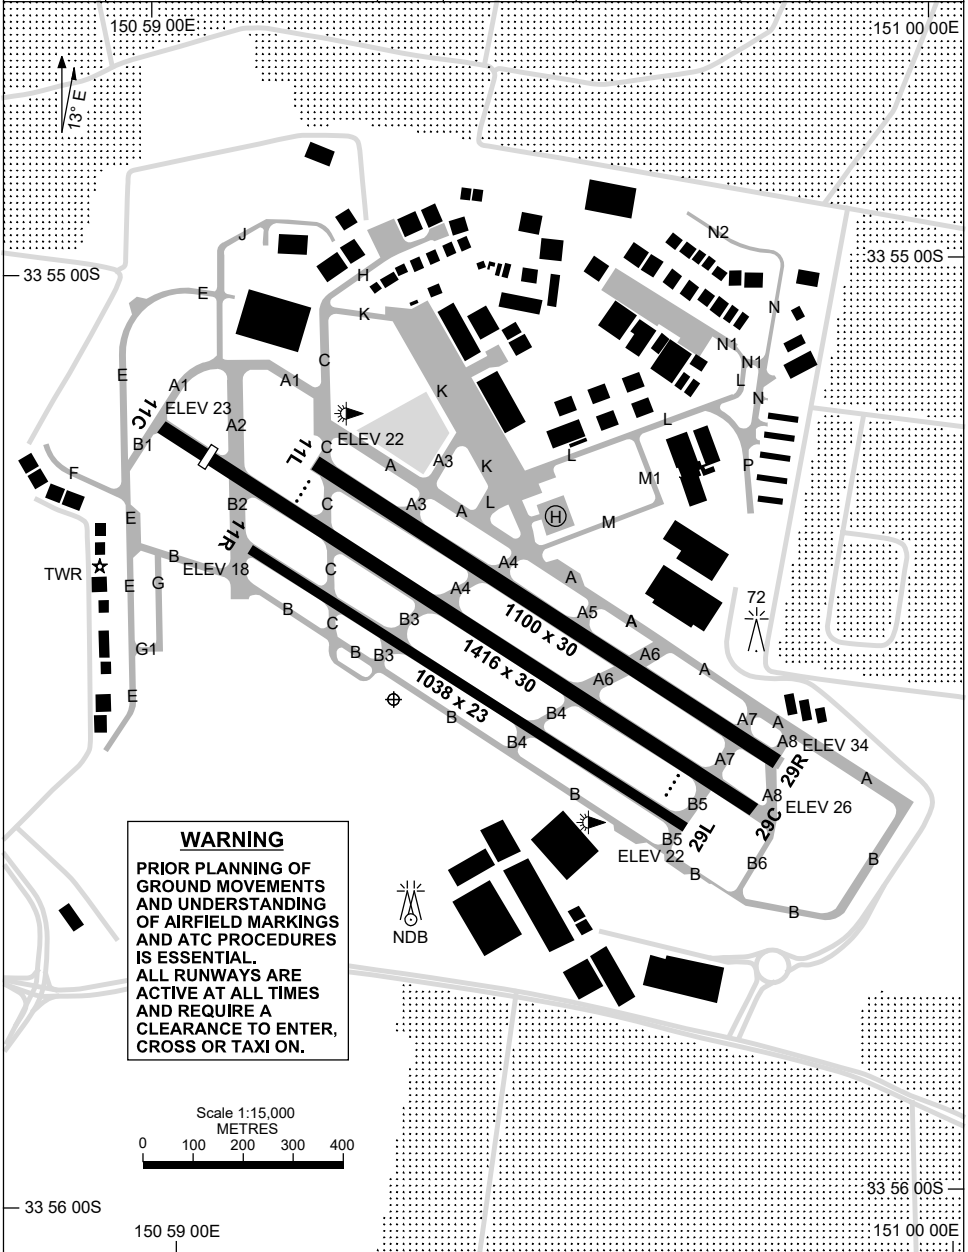 150 59 00E
151 00 00E
13° E
N2
J
33 55 00S
33 55 00S
H
E
N
K
C
N1
N1
E
A1
A1
L
K
N
11C
ELEV 23
A2
ELEV 22
L
B1
11L
C
A
A3
K
L
P
F
M1
B2
C
A3
A
L
H
M
E
11R
B
ELEV 18
TWR
A4
A
C
E
G
A4
B
B3
A5
A
72
C
1100 x 30
G1
B
B3
1416 x 30
A6
A
A6
E
1038 x 23
B
B4
A7
A
B4
A8
ELEV 34
A7
29R
A
B
A8
ELEV 26
B5
29C
B5
29L
ELEV 22
B6
B
B
B
NDB
WARNING
PRIOR PLANNING OF
GROUND MOVEMENTS
AND UNDERSTANDING
OF AIRFIELD MARKINGS
AND ATC PROCEDURES
IS ESSENTIAL.
ALL RUNWAYS ARE
ACTIVE AT ALL TIMES
AND REQUIRE A
CLEARANCE TO ENTER,
CROSS OR TAXI ON.
Scale 1:15,000
METRES
0 100 200 300 400
33 56 00S
33 56 00S
150 59 00E
151 00 00E